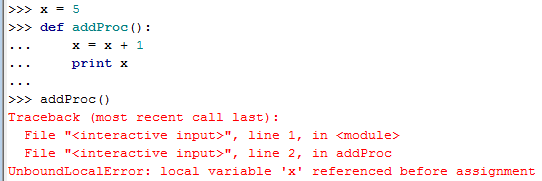 >>> x = 5
>>> def addProc():
...     x = x + 1
...     print x
...
>>> addProc()
Traceback (most recent call last):
  File "<interactive input>", line 1, in <module>
  File "<interactive input>", line 2, in addProc
UnboundLocalError: local variable 'x' referenced before assignment